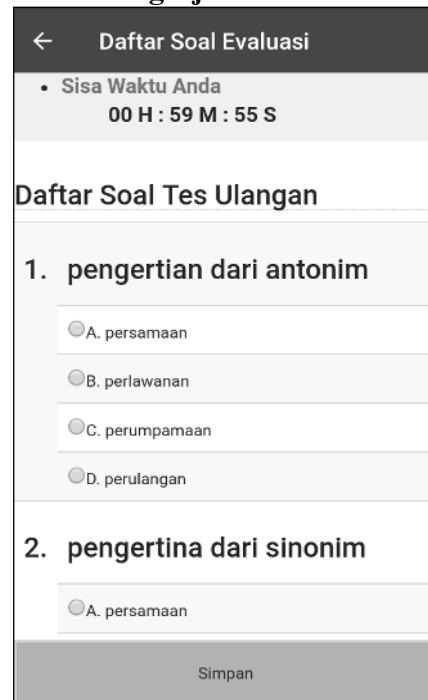 Daftar Soal Evaluasi
Sisa Waktu Anda
00 H : 59 M : 55 S
Daftar Soal Tes Ulangan
1. pengertian dari antonim
A. persamaan
B. perlawanan
C. perumpamaan
D. perulangan
2. pengertina dari sinonim
A. persamaan
Simpan